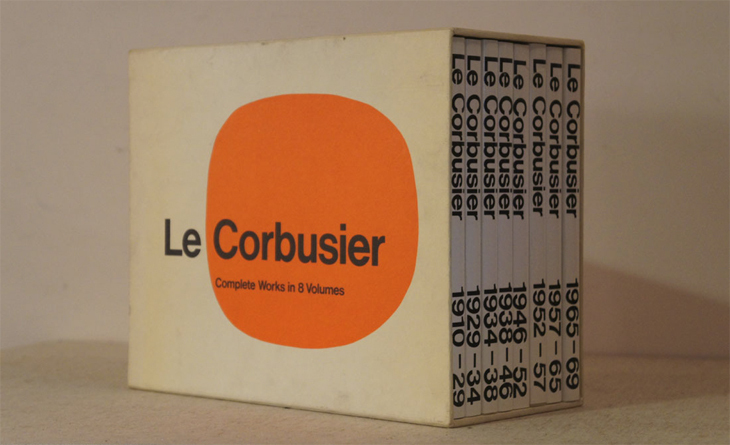 Le Corbusier
Complete Works in 8 Volumes
Le Corbusier 1910–29
Le Corbusier 1929–34
Le Corbusier 1934–38
Le Corbusier 1938–46
Le Corbusier 1946–52
Le Corbusier 1952–57
Le Corbusier 1957–65
Le Corbusier 1965–69